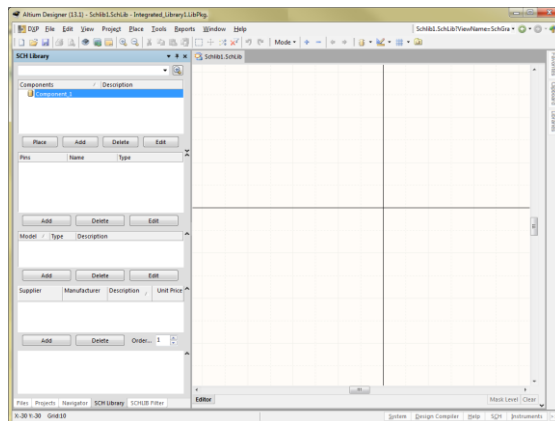 Altium Designer (13.1) - Schlib1.SchLib - Integrated_Library1.LibPkg.
DXP File Edit View Project Place Tools Reports Window Help Schlib1.SchLib?ViewName=SchGra
Mode
SCH Library
Schlib1.SchLib
Components / Description
Component_1
Place Add Delete Edit
Pins Name Type
Add Delete Edit
Model / Type Description
Add Delete Edit
Supplier Manufacturer Description / Unit Price
Add Delete Order... 1
Files Projects Navigator SCH Library SCHLIB Filter
Editor Mask Level Clear
X:-30 Y:-30 Grid:10 System Design Compiler Help SCH Instruments
Favorites
Clipboard
Libraries